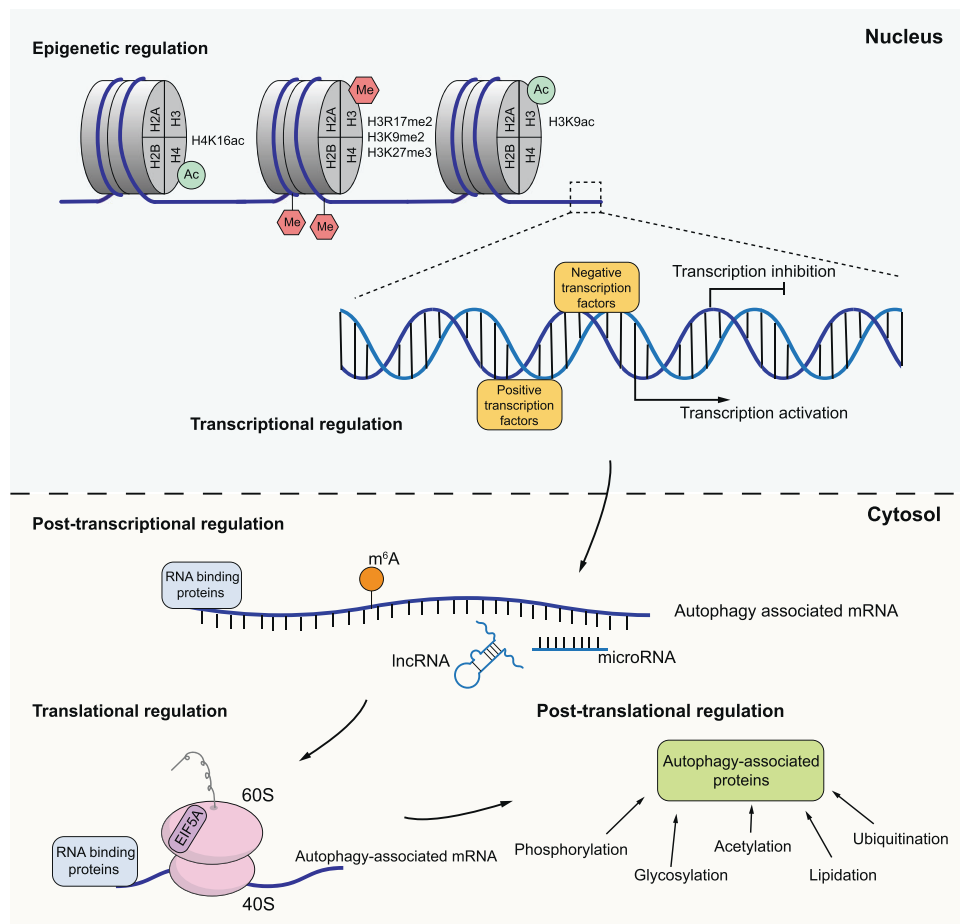 Nucleus
Epigenetic regulation
H2A
H3
H2B
H4
H4K16ac
Ac
Me
H2A
H3
H2B
H4
H3R17me2
H3K9me2
H3K27me3
Me
Me
Ac
H2A
H3
H2B
H4
H3K9ac
Negative
transcription
factors
Transcription inhibition
Positive
transcription
factors
Transcription activation
Transcriptional regulation
Cytosol
Post-transcriptional regulation
RNA binding
proteins
m⁶A
Autophagy associated mRNA
lncRNA
microRNA
Translational regulation
60S
EIF5A
RNA binding
proteins
Autophagy-associated mRNA
40S
Post-translational regulation
Autophagy-associated
proteins
Phosphorylation
Glycosylation
Acetylation
Lipidation
Ubiquitination